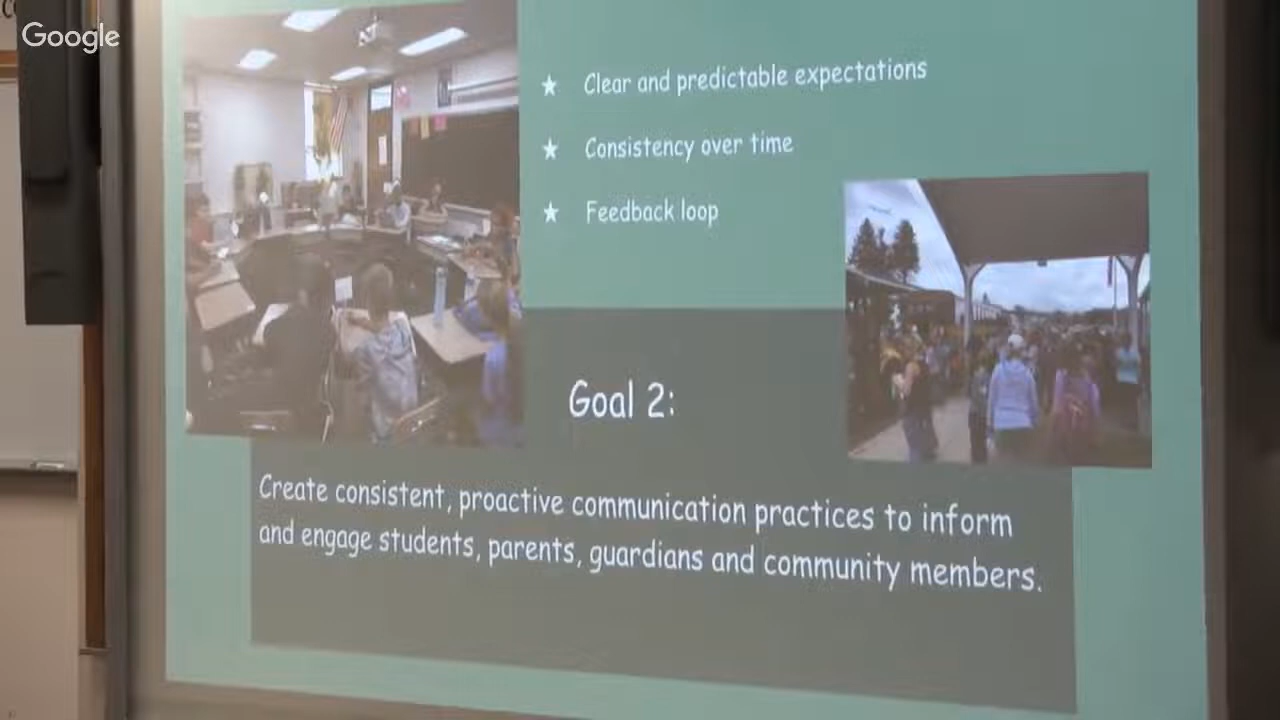 Google
Clear and predictable expectations
Consistency over time
Feedback loop
Goal 2:
Create consistent, proactive communication practices to inform
and engage students, parents, guardians and community members.